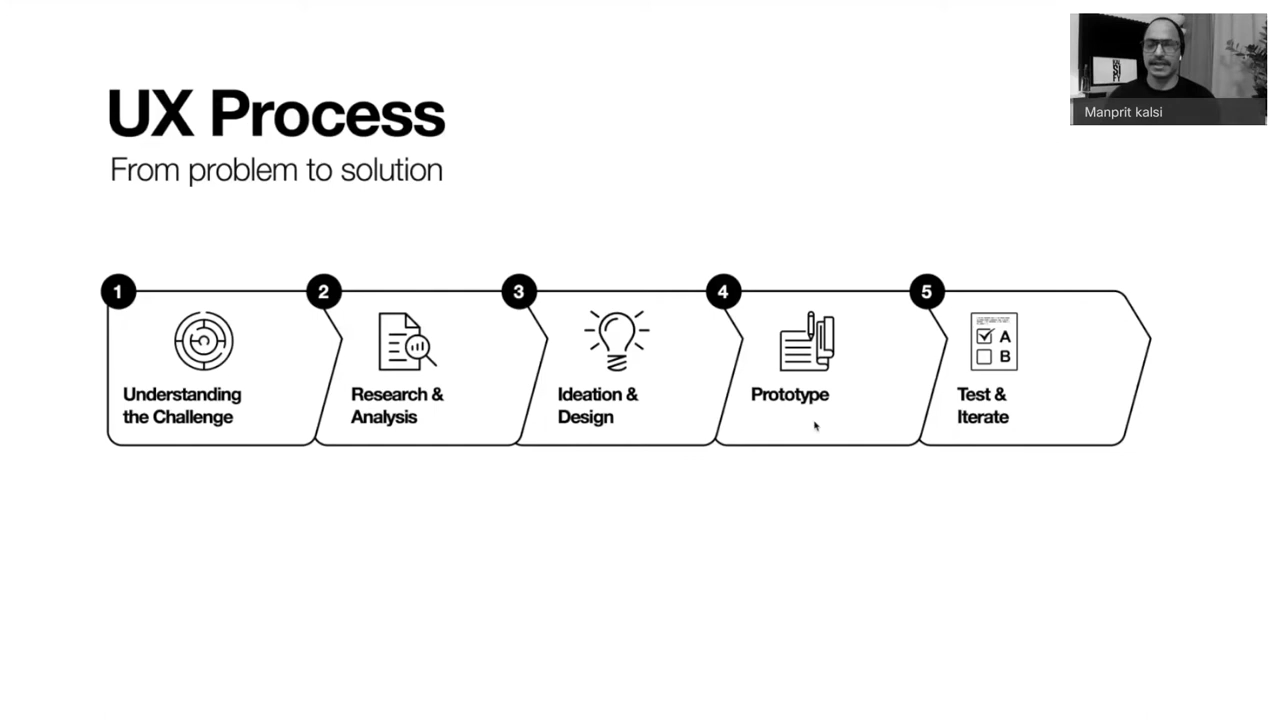 UX Process
From problem to solution
Manprit kalsi
1
2
3
4
5
Understanding
the Challenge
Research &
Analysis
Ideation &
Design
Prototype
A
B
Test &
Iterate